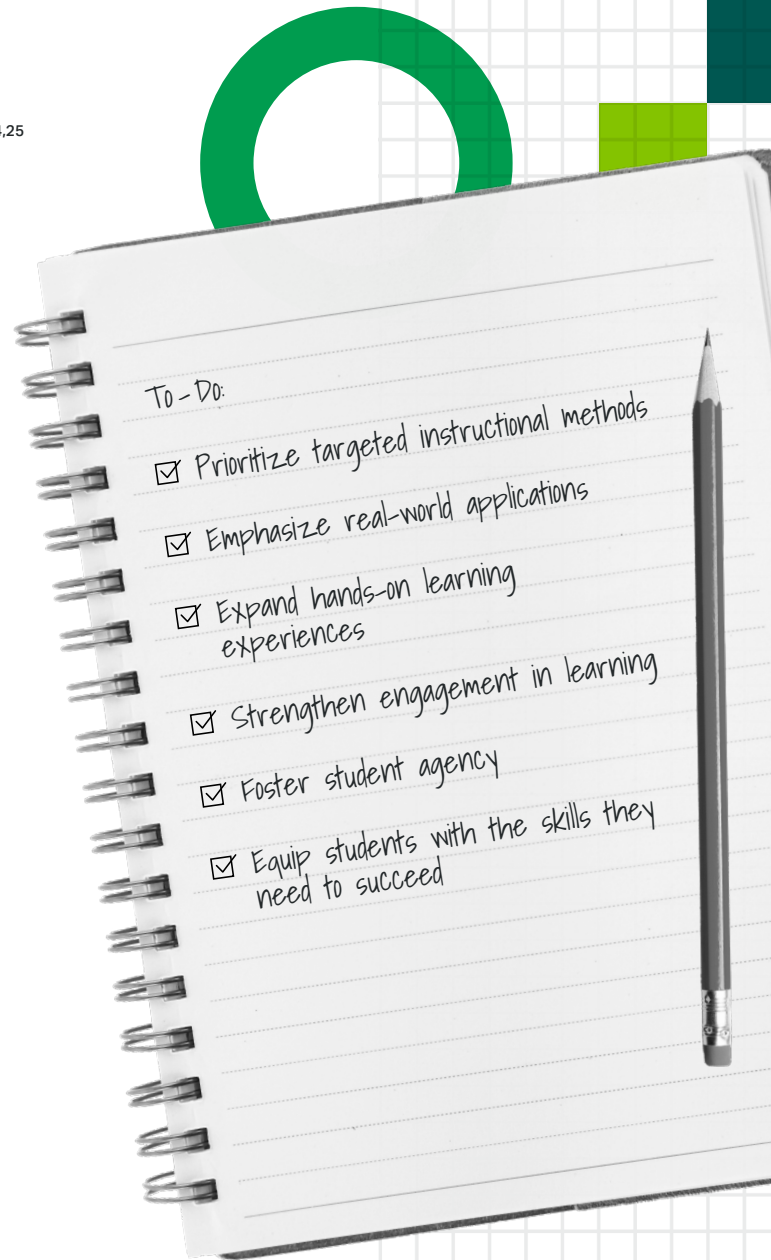 ,25
To-Do:
Prioritize targeted instructional methods
Emphasize real-world applications
Expand hands-on learning
experiences
Strengthen engagement in learning
Foster student agency
Equip students with the skills they
need to succeed